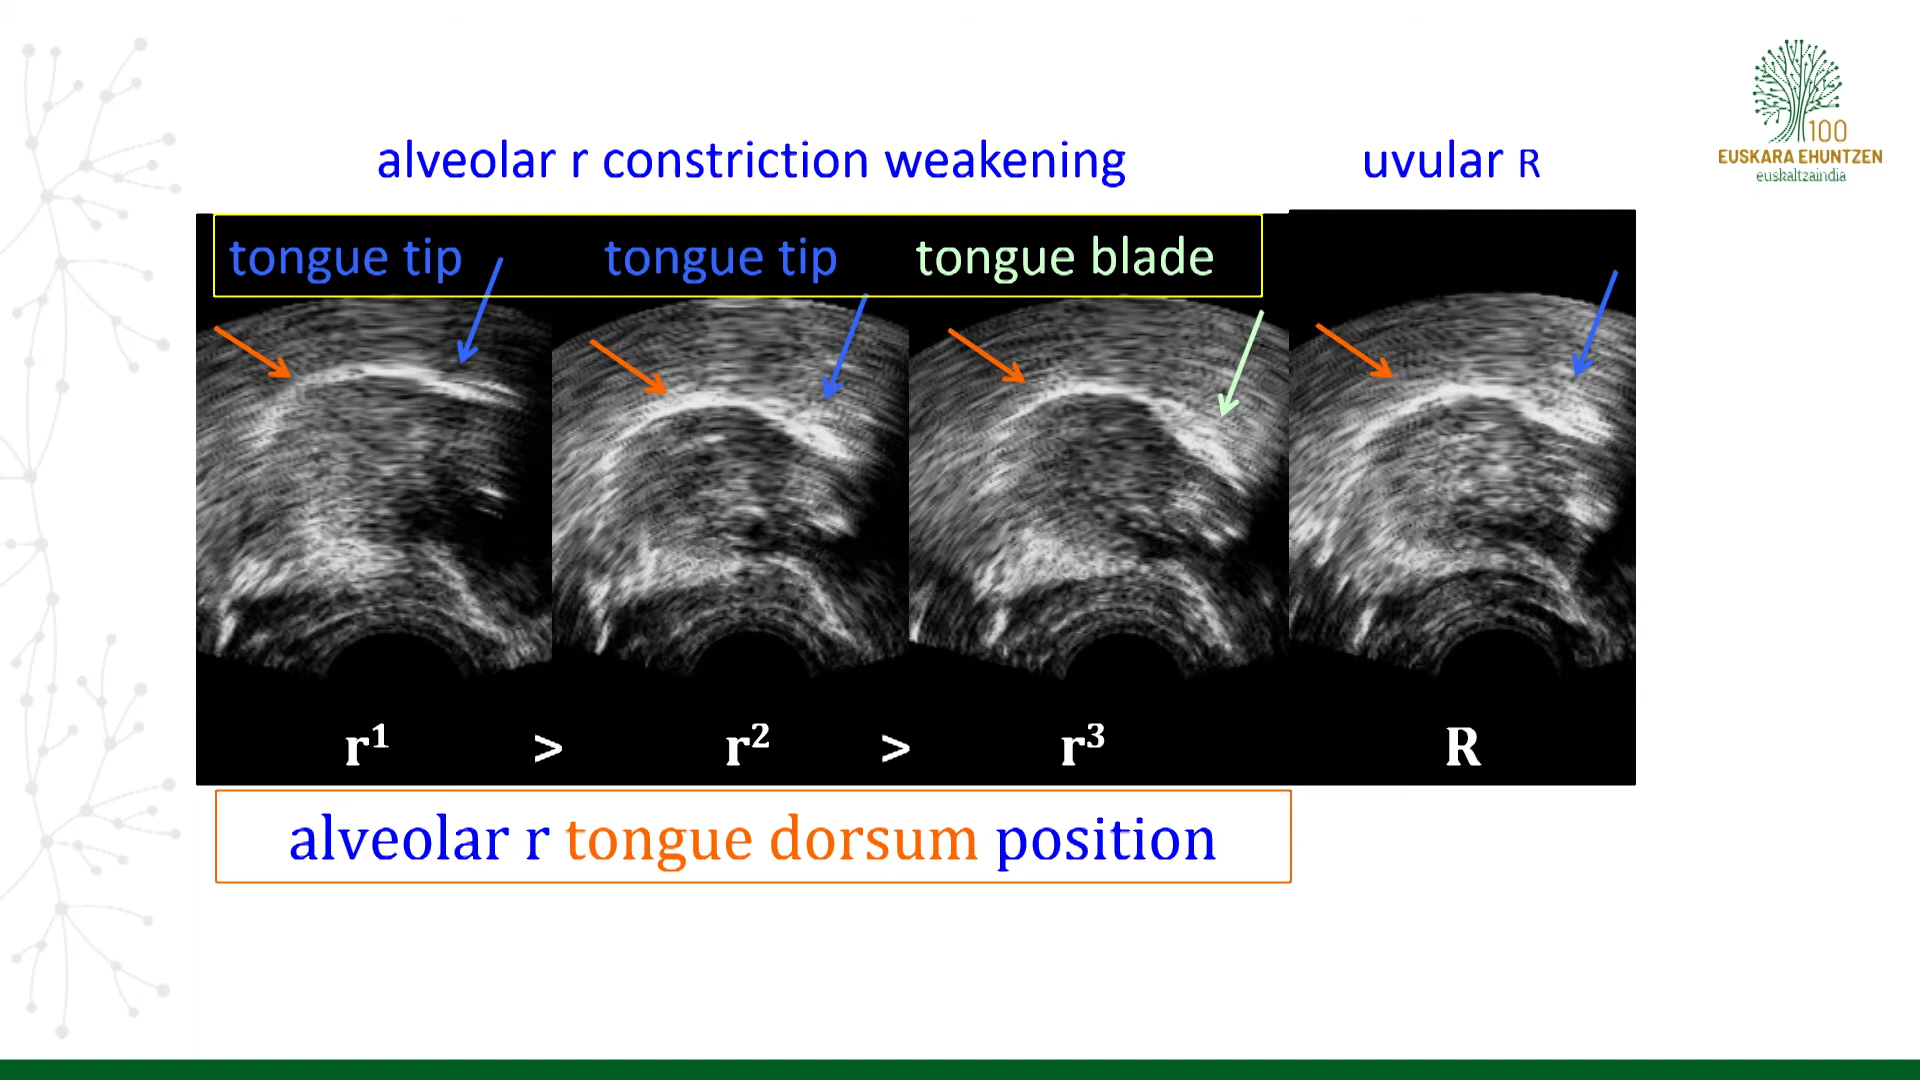 alveolar r constriction weakening
uvular R
100
EUSKARA EHUNTZEN
euskaltzaindia
tongue tip
tongue tip
tongue blade
r¹ > r² > r³
R
alveolar r tongue dorsum position